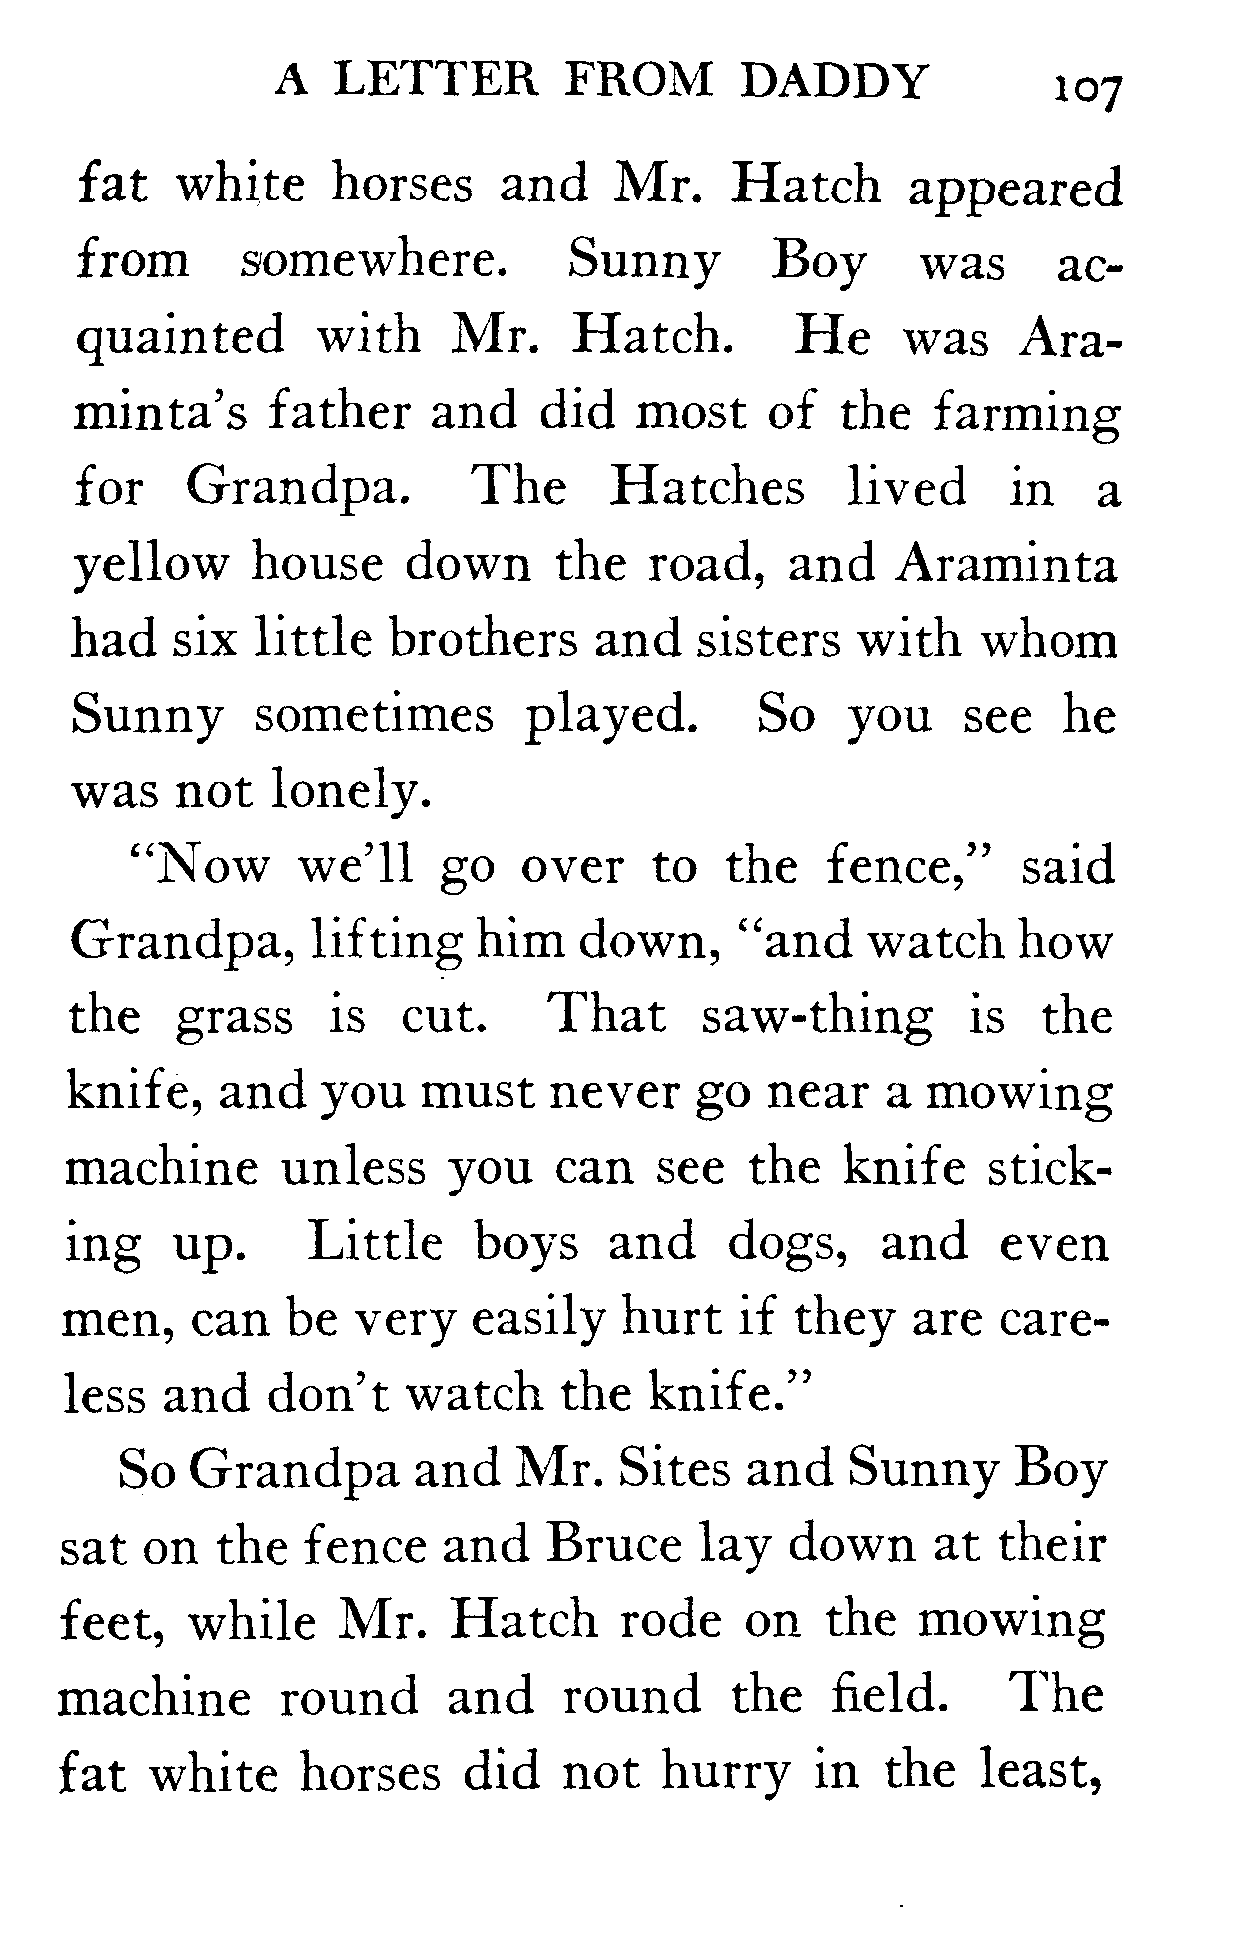 A LETTER FROM DADDY 107
fat white horses and Mr. Hatch appeared
from somewhere. Sunny Boy was ac-
quainted with Mr. Hatch. He was Ara-
minta's father and did most of the farming
for Grandpa. The Hatches lived in a
yellow house down the road, and Araminta
had six little brothers and sisters with whom
Sunny sometimes played. So you see he
was not lonely.
“Now we'll go over to the fence,” said
Grandpa, lifting him down, “and watch how
the grass is cut. That saw-thing is the
knife, and you must never go near a mowing
machine unless you can see the knife stick-
ing up. Little boys and dogs, and even
men, can be very easily hurt if they are care-
less and don't watch the knife.”
So Grandpa and Mr. Sites and Sunny Boy
sat on the fence and Bruce lay down at their
feet, while Mr. Hatch rode on the mowing
machine round and round the field. The
fat white horses did not hurry in the least,